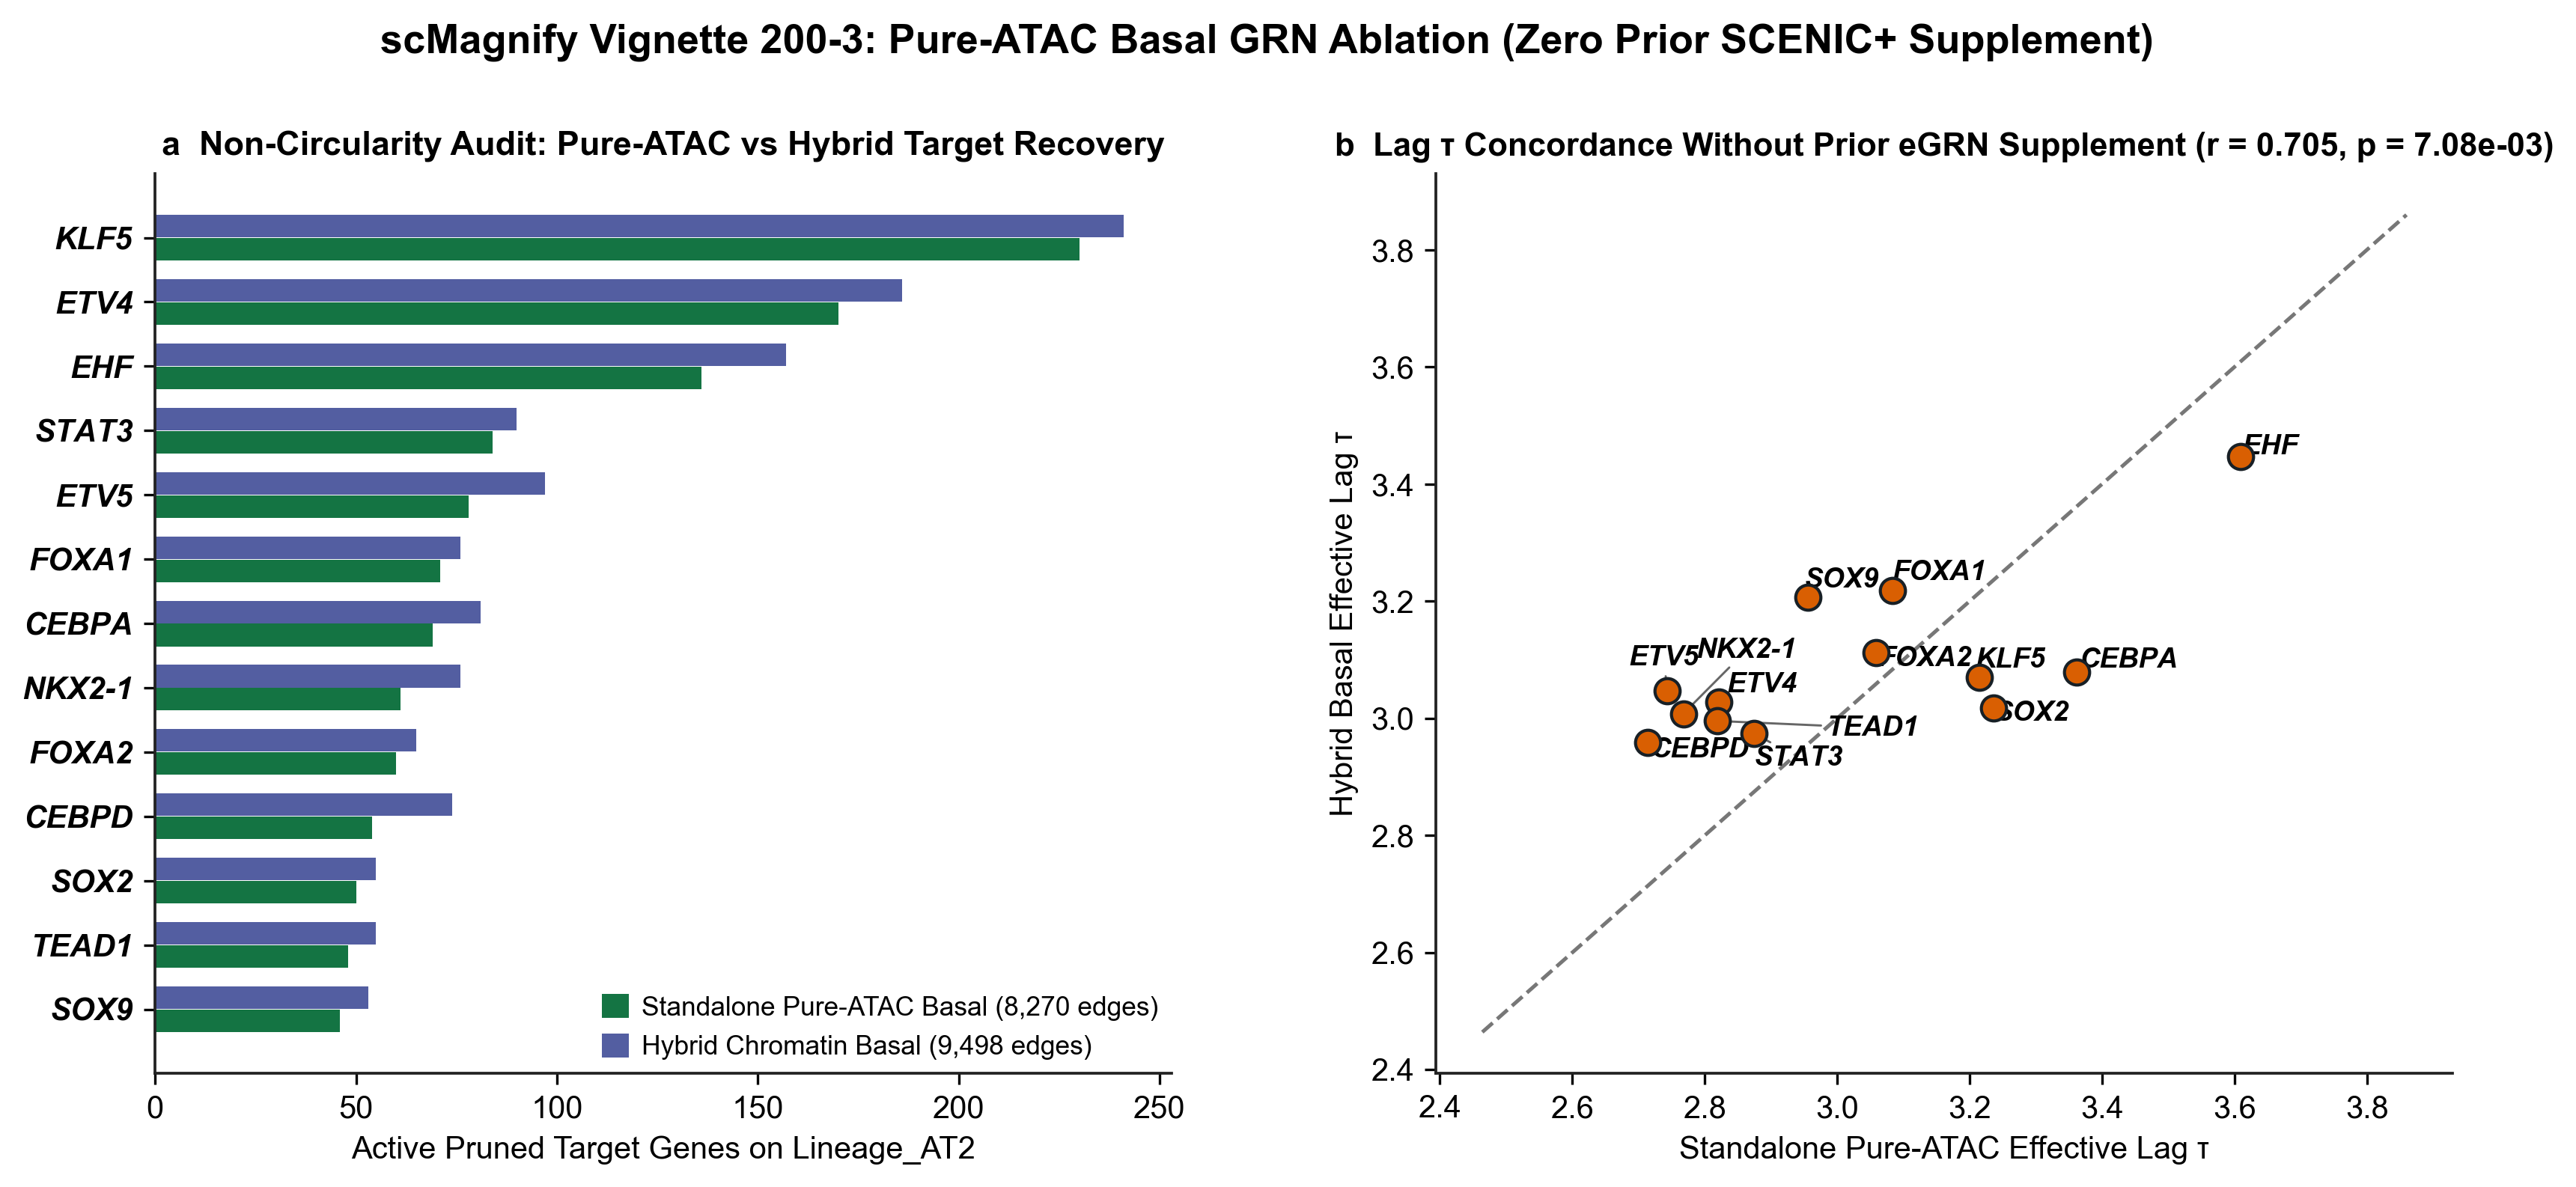 scMagnify Vignette 200-3: Pure-ATAC Basal GRN Ablation (Zero Prior SCENIC+ Supplement)
a Non-Circularity Audit: Pure-ATAC vs Hybrid Target Recovery
KLF5
ETV4
EHF
STAT3
ETV5
FOXA1
CEBPA
NKX2-1
FOXA2
CEBPD
SOX2
TEAD1
SOX9
Standalone Pure-ATAC Basal (8,270 edges)
Hybrid Chromatin Basal (9,498 edges)
0 50 100 150 200 250
Active Pruned Target Genes on Lineage_AT2
b Lag τ Concordance Without Prior eGRN Supplement (r = 0.705, p = 7.08e-03)
Hybrid Basal Effective Lag τ
3.8
3.6
3.4
3.2
3.0
2.8
2.6
2.4
EHF
SOX9
FOXA1
ETV5
NKX2-1
FOXA2
KLF5
CEBPA
ETV4
SOX2
TEAD1
CEBPD
STAT3
2.4 2.6 2.8 3.0 3.2 3.4 3.6 3.8
Standalone Pure-ATAC Effective Lag τ